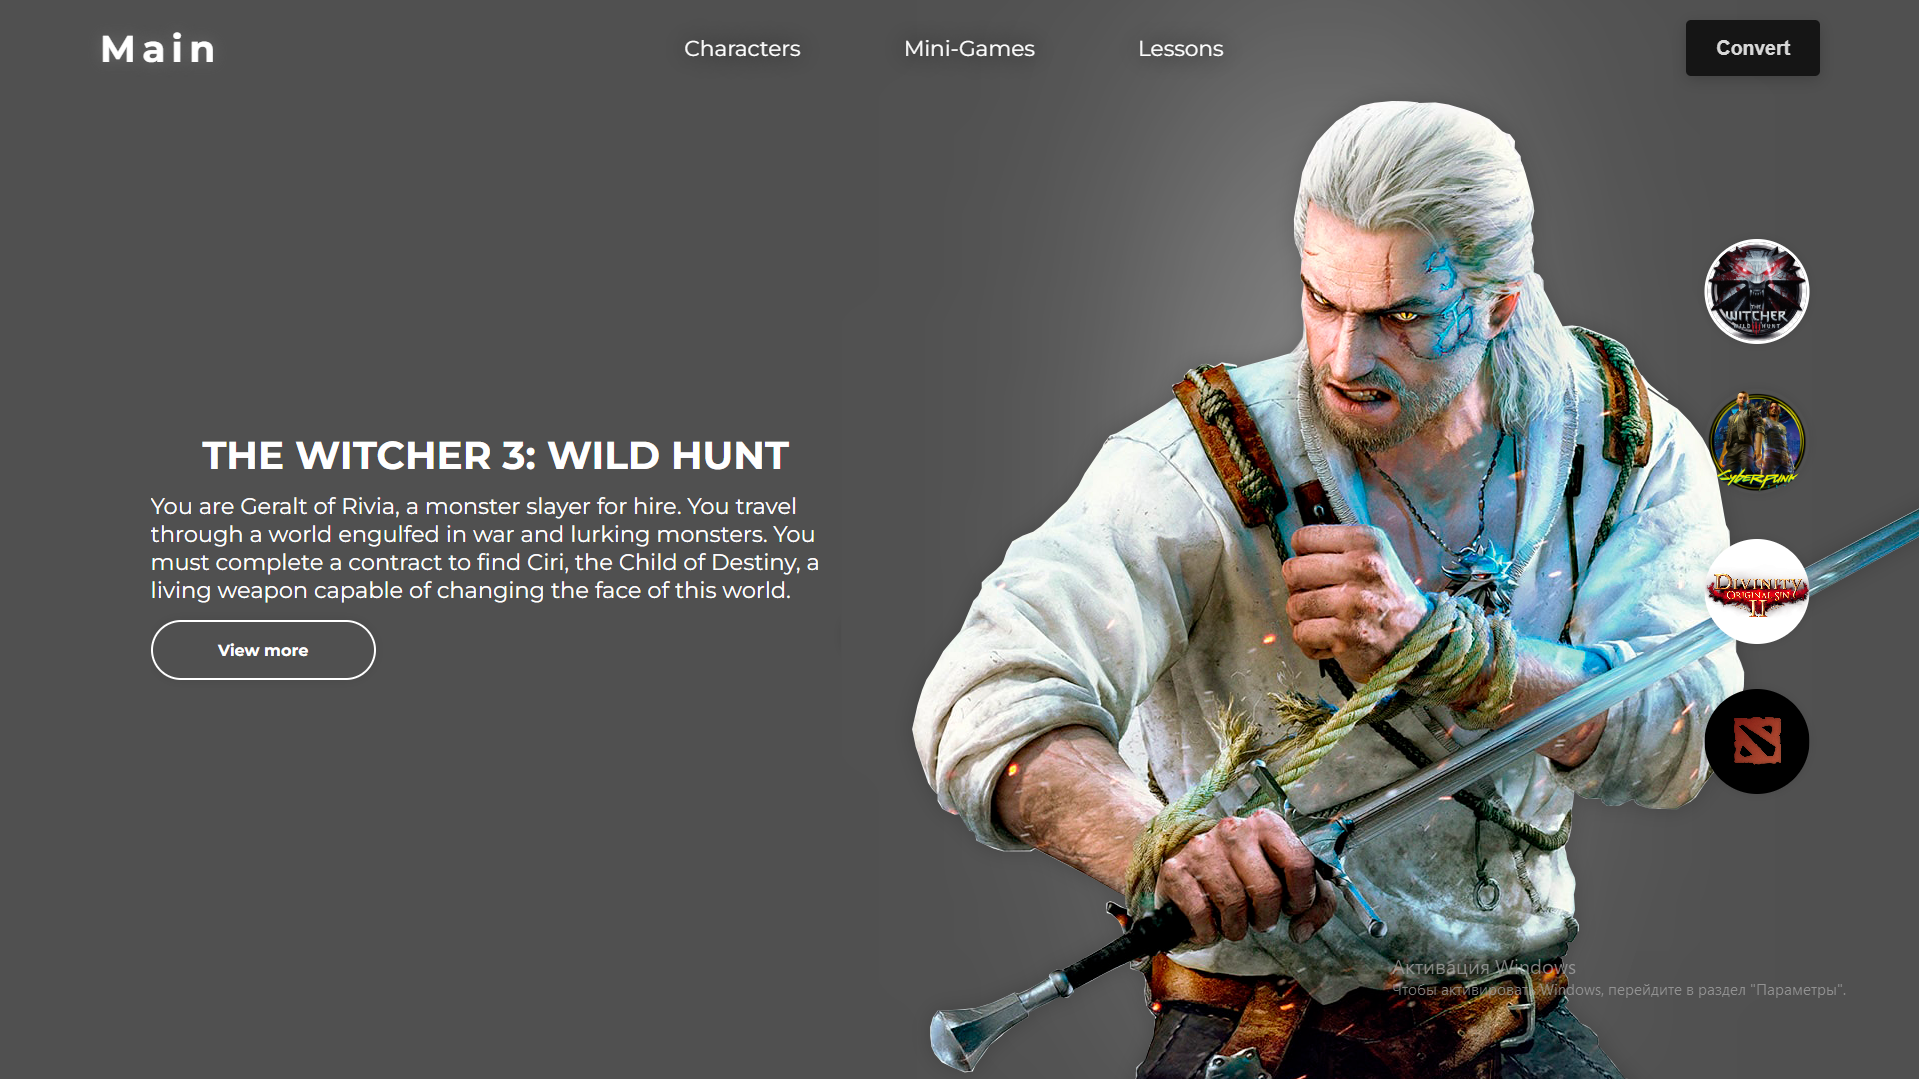 Main
Characters
Mini-Games
Lessons
Convert
THE WITCHER 3: WILD HUNT
You are Geralt of Rivia, a monster slayer for hire. You travel
through a world engulfed in war and lurking monsters. You
must complete a contract to find Ciri, the Child of Destiny, a
living weapon capable of changing the face of this world.
View more
THE
WITCHER
WILD HUNT
Cyberpunk
DIVINITY
ORIGINAL SIN
II
Активация Windows
Чтобы активировать Windows, перейдите в раздел "Параметры".